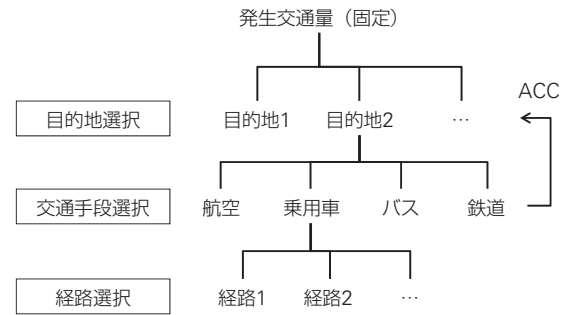 発生交通量（固定）
ACC
目的地選択 目的地1 目的地2 …
交通手段選択 航空 乗用車 バス 鉄道
経路選択 経路1 経路2 …